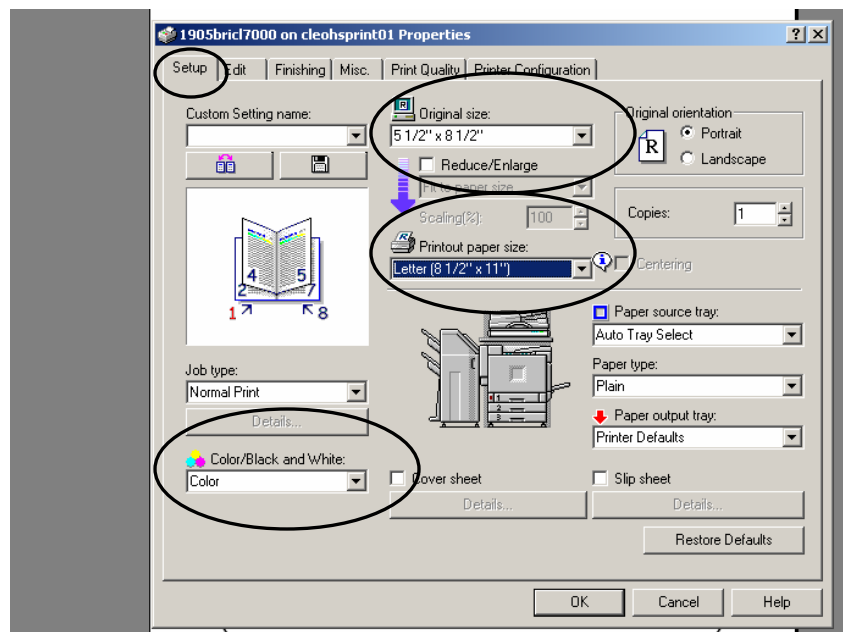 1905bricl7000 on cleohsprint01 Properties
Setup Edit Finishing Misc. Print Quality Printer Configuration
Custom Setting name:
Original size:
5 1/2" x 8 1/2"
Reduce/Enlarge
Fit to paper size
Scaling(%): 100
Printout paper size:
Letter (8 1/2" x 11")
Original orientation
R
Portrait
Landscape
Copies: 1
Centering
4 5
2 7
1 8
Job type:
Normal Print
Details...
Color/Black and White:
Color
1
2
3
Paper source tray:
Auto Tray Select
Paper type:
Plain
Paper output tray:
Printer Defaults
Cover sheet
Details...
Slip sheet
Details...
Restore Defaults
OK Cancel Help